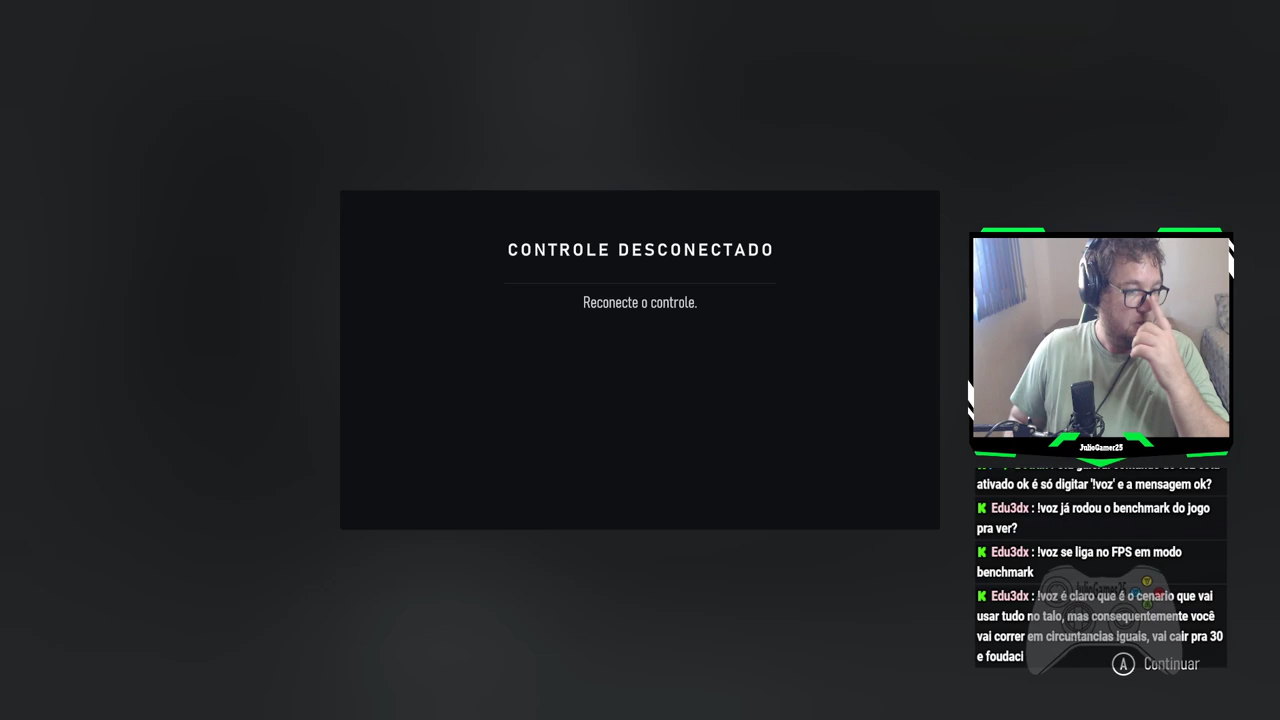 CONTROLE DESCONECTADO
Reconecte o controle.
JulioGamer25
ativado ok é só digitar '!voz' e a mensagem ok?
Edu3dx : !voz já rodou o benchmark do jogo
pra ver?
Edu3dx : !voz se liga no FPS em modo
benchmark
JulioGamer25
Edu3dx : !voz é claro que é o cenario que vai
usar tudo no talo, mas consequentemente você
vai correr em circuntancias iguais, vai cair pra 30
e foudaci
A Continuar